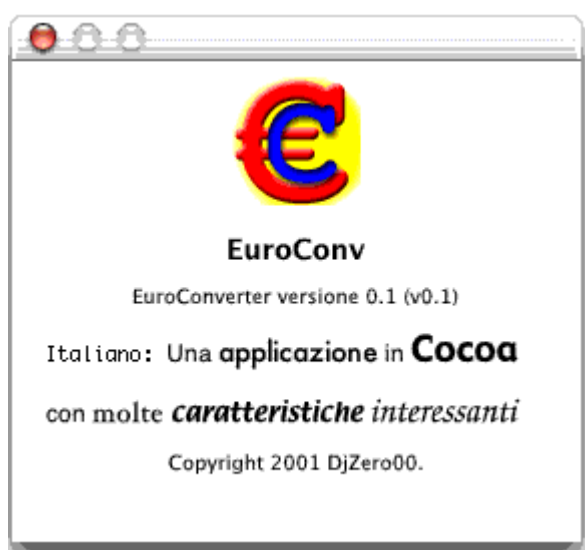 EuroConv
EuroConverter versione 0.1 (v0.1)
Italiano: Una applicazione in Cocoa
con molte caratteristiche interessanti
Copyright 2001 DjZero00.